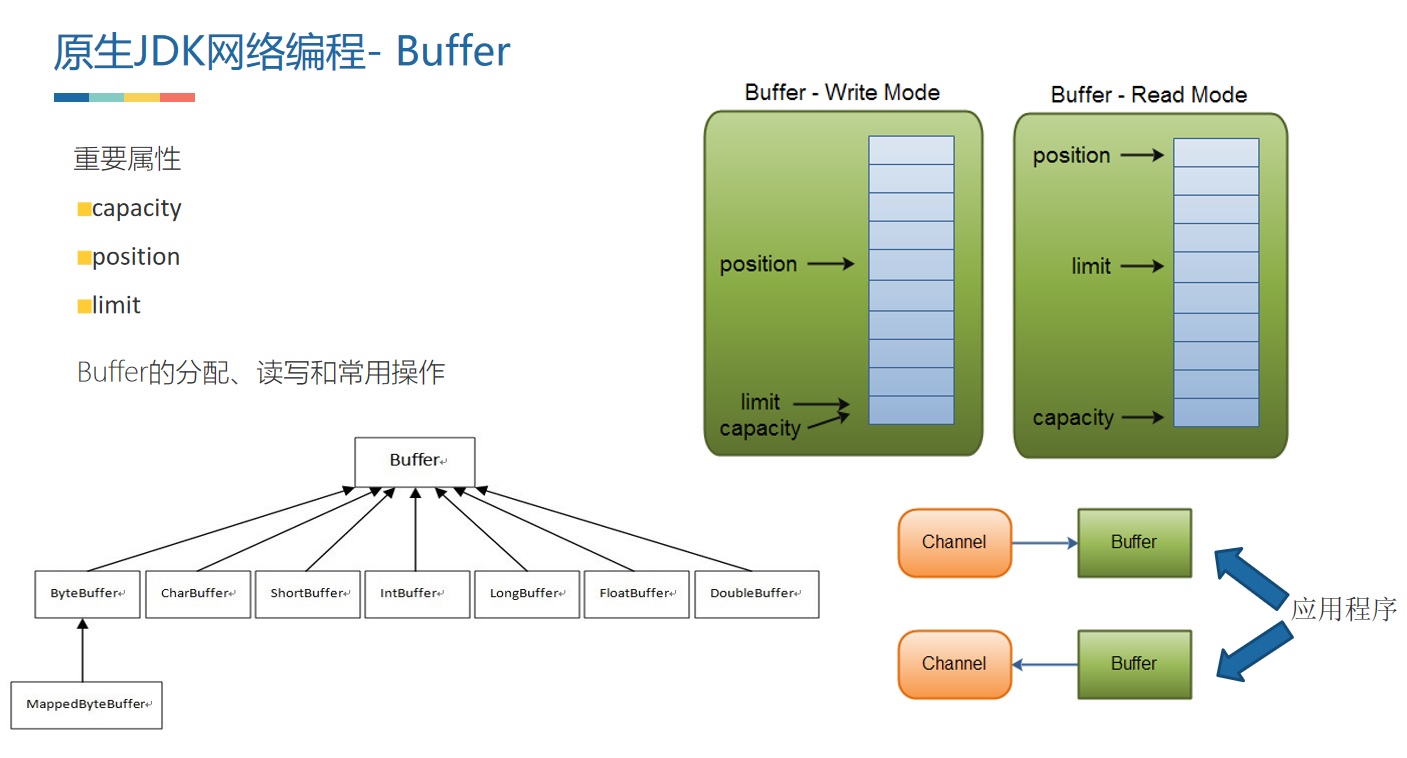 原生JDK网络编程- Buffer
重要属性
capacity
position
limit
Buffer的分配、读写和常用操作
Buffer - Write Mode
position
limit
capacity
Buffer - Read Mode
position
limit
capacity
Buffer
ByteBuffer
CharBuffer
ShortBuffer
IntBuffer
LongBuffer
FloatBuffer
DoubleBuffer
MappedByteBuffer
Channel
Buffer
Channel
Buffer
应用程序